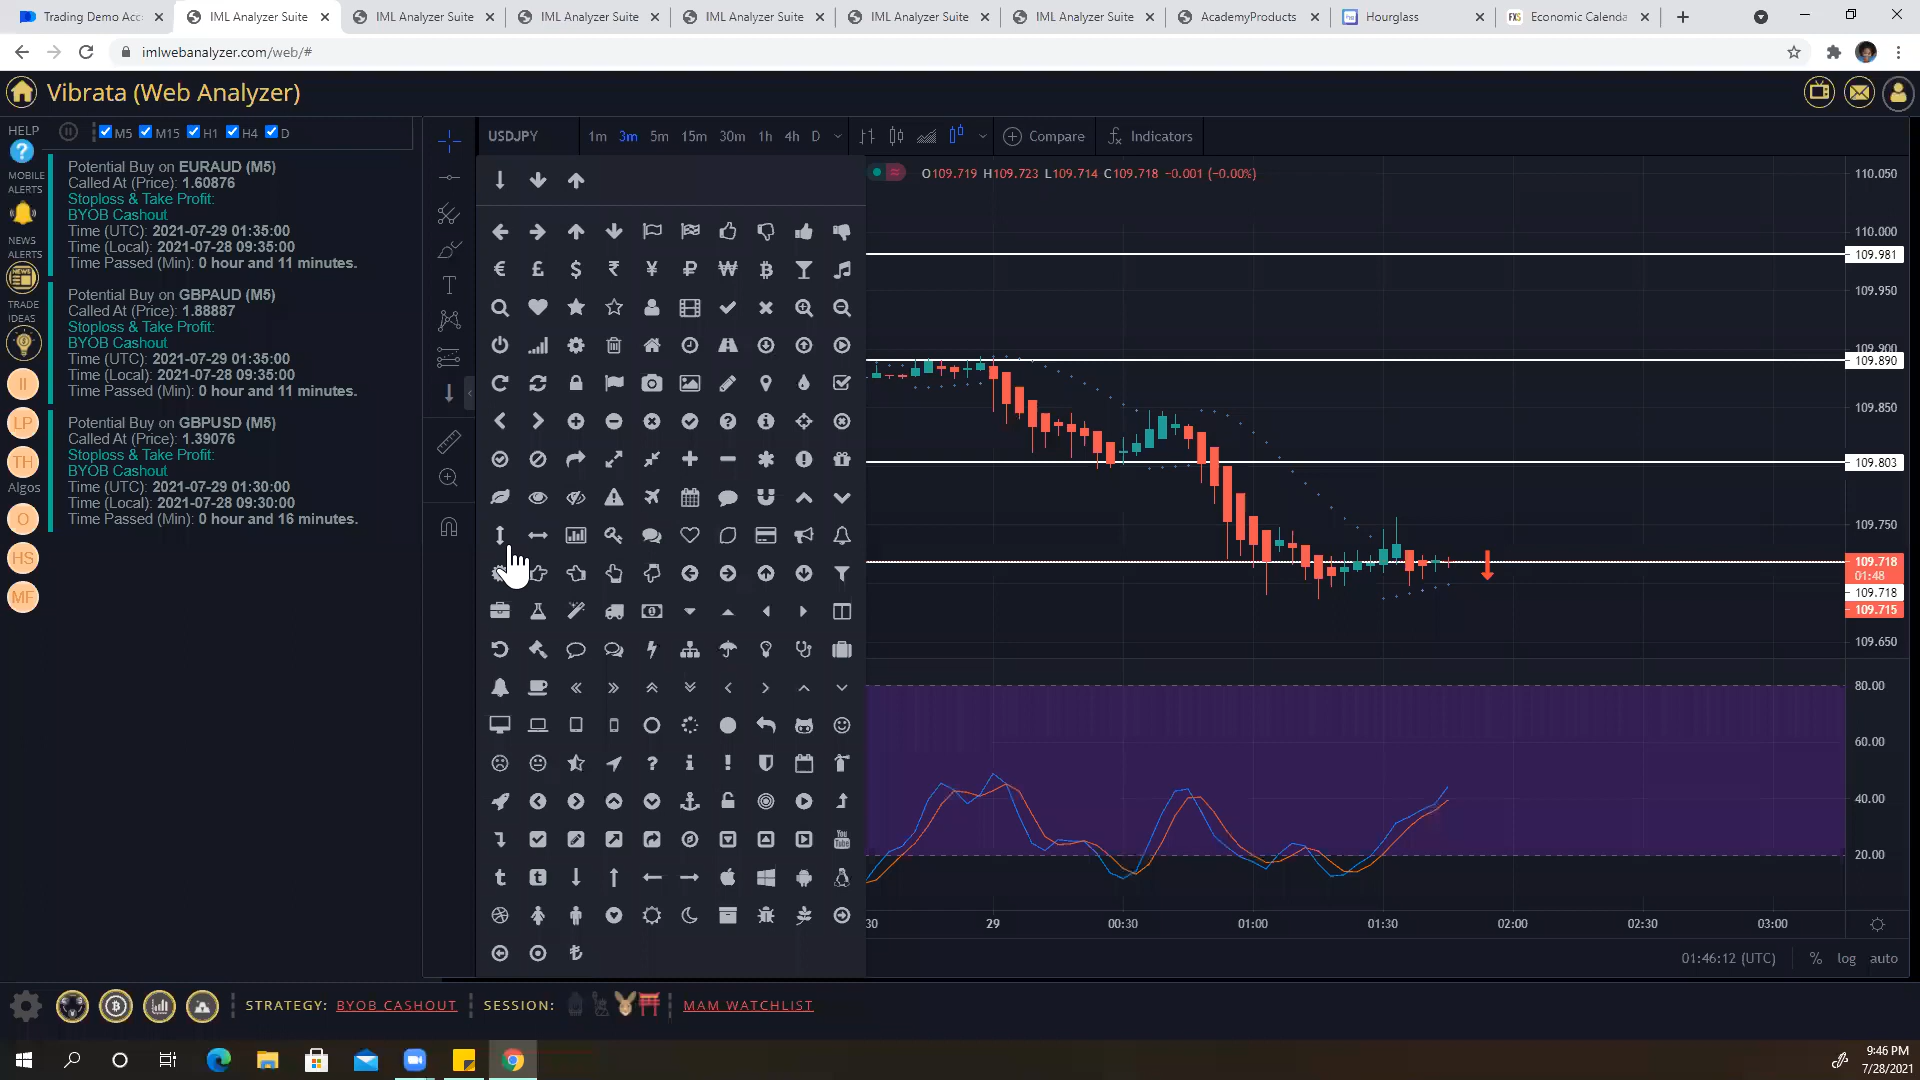 Trading Demo Acc
IML Analyzer Suite
IML Analyzer Suite
IML Analyzer Suite
IML Analyzer Suite
IML Analyzer Suite
IML Analyzer Suite
AcademyProducts
Hourglass
FXS Economic Calenda
imlwebanalyzer.com/web/#
Vibrata (Web Analyzer)
HELP
?
MOBILE
ALERTS
NEWS
ALERTS
NEWS
TRADE
IDEAS
II
LP
TH
Algos
O
HS
MF
M5 M15 H1 H4 D
Potential Buy on EURAUD (M5)
Called At (Price): 1.60876
Stoploss & Take Profit:
BYOB Cashout
Time (UTC): 2021-07-29 01:35:00
Time (Local): 2021-07-28 09:35:00
Time Passed (Min): 0 hour and 11 minutes.
Potential Buy on GBPAUD (M5)
Called At (Price): 1.88887
Stoploss & Take Profit:
BYOB Cashout
Time (UTC): 2021-07-29 01:35:00
Time (Local): 2021-07-28 09:35:00
Time Passed (Min): 0 hour and 11 minutes.
Potential Buy on GBPUSD (M5)
Called At (Price): 1.39076
Stoploss & Take Profit:
BYOB Cashout
Time (UTC): 2021-07-29 01:30:00
Time (Local): 2021-07-28 09:30:00
Time Passed (Min): 0 hour and 16 minutes.
USDJPY 1m 3m 5m 15m 30m 1h 4h D Compare Indicators
O109.719 H109.723 L109.714 C109.718 -0.001 (-0.00%)
€ £ $ ₹ ¥ ₽ ₩
You Tube
110.050
110.000
109.981
109.950
109.900
109.890
109.850
109.803
109.750
109.718
01:48
109.718
109.715
109.650
80.00
60.00
40.00
20.00
:30 29 00:30 01:00 01:30 02:00 02:30 03:00
01:46:12 (UTC) % log auto
STRATEGY: BYOB CASHOUT SESSION: MAM WATCHLIST
9:46 PM
7/28/2021